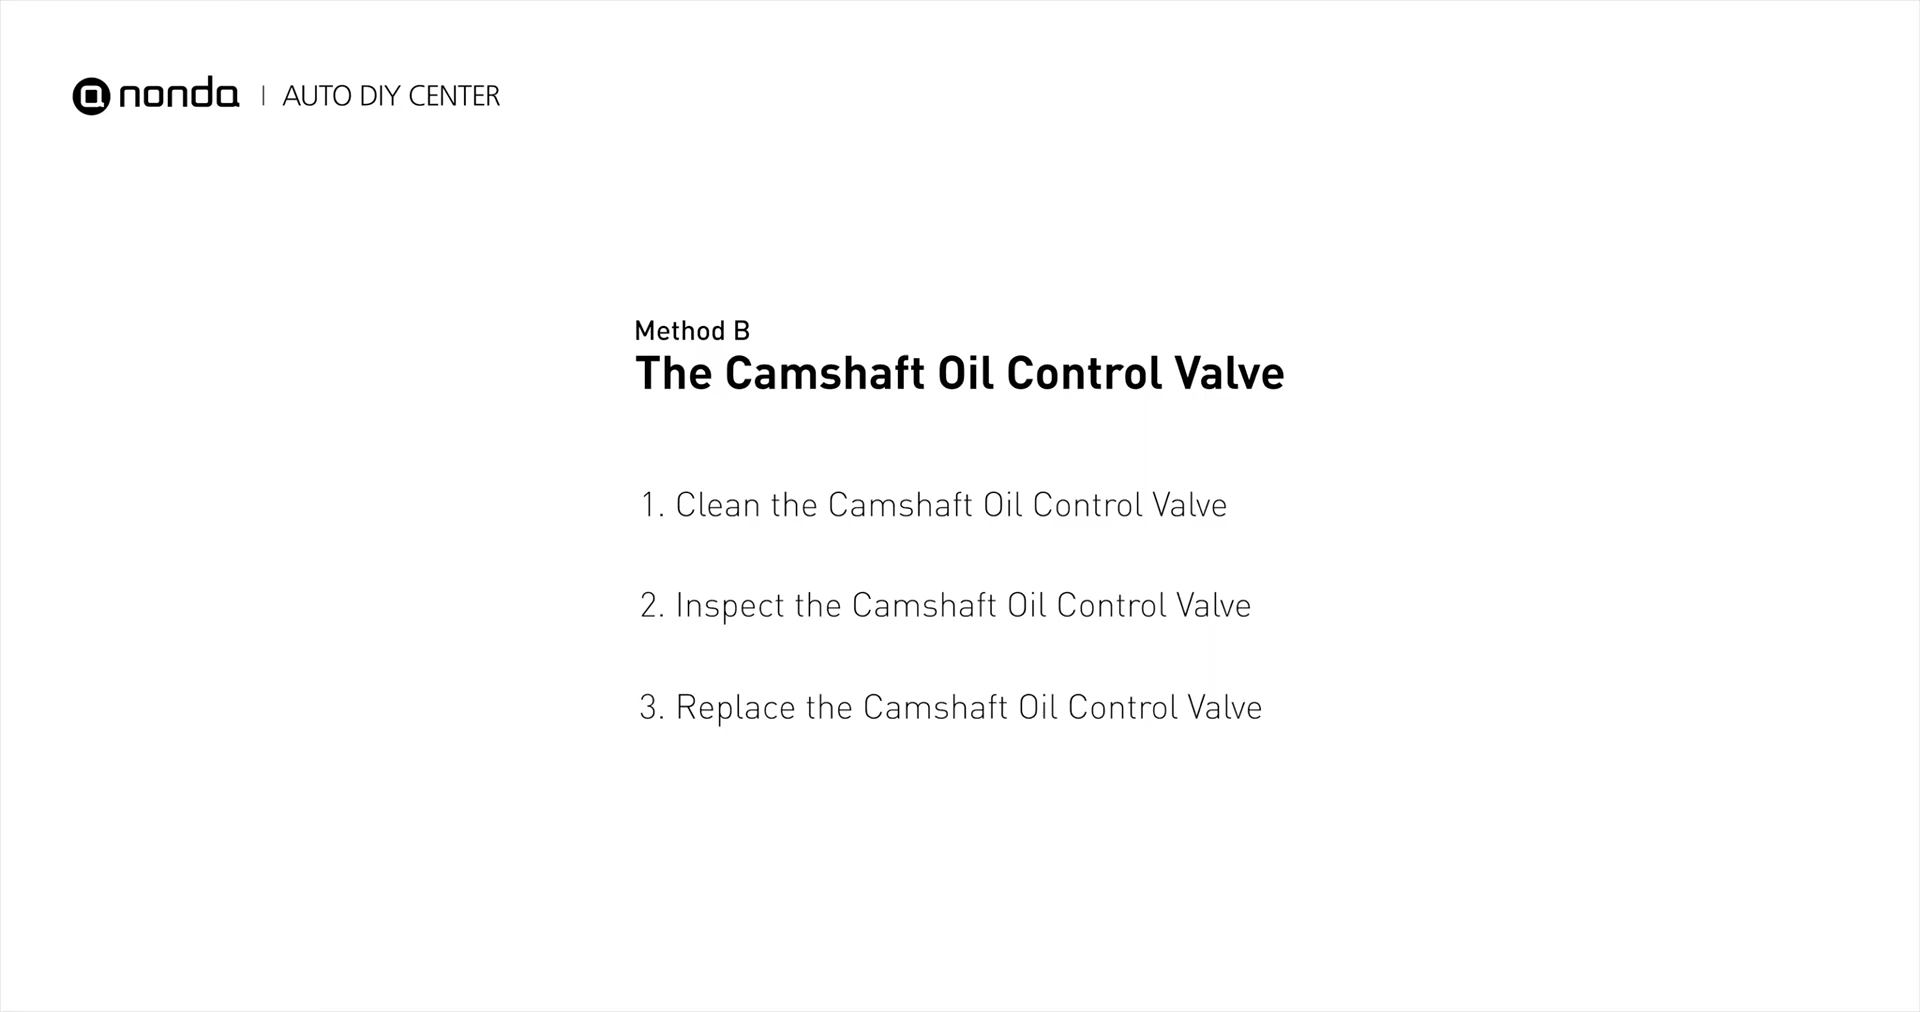 nonda | AUTO DIY CENTER
Method B
The Camshaft Oil Control Valve
1. Clean the Camshaft Oil Control Valve
2. Inspect the Camshaft Oil Control Valve
3. Replace the Camshaft Oil Control Valve